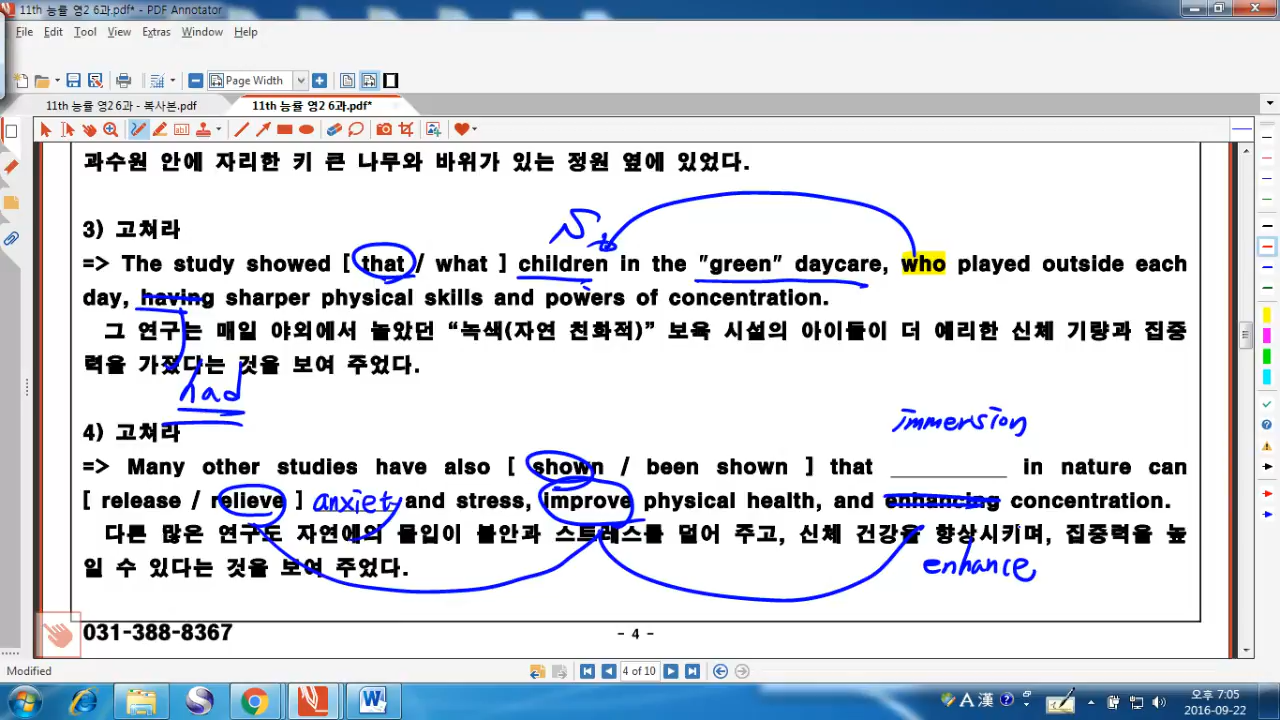 11th 능률 영2 6과.pdf* - PDF Annotator
File Edit Tool View Extras Window Help
Page Width
11th 능률 영2 6과 - 복사본.pdf
11th 능률 영2 6과.pdf*
과수원 안에 자리한 키 큰 나무와 바위가 있는 정원 옆에 있었다.
3) 고쳐라
S
=> The study showed [ that / what ] children in the "green" daycare, who played outside each
day, having sharper physical skills and powers of concentration.
그 연구는 매일 야외에서 놀았던 "녹색(자연 친화적)" 보육 시설의 아이들이 더 예리한 신체 기량과 집중
력을 가졌다는 것을 보여 주었다.
had
4) 고쳐라
immersion
=> Many other studies have also [ shown / been shown ] that __________ in nature can
[ release / relieve ] anxiety and stress, improve physical health, and enhancing concentration.
다른 많은 연구도 자연에의 몰입이 불안과 스트레스를 덜어 주고, 신체 건강을 향상시키며, 집중력을 높
일 수 있다는 것을 보여 주었다.
enhance
031-388-8367
- 4 -
Modified
4 of 10
A 漢
오후 7:05
2016-09-22